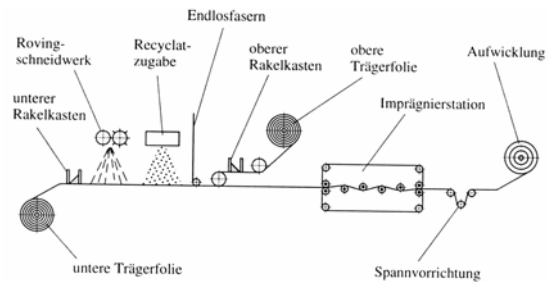 Endlosfasern
Roving-
schneidwerk
Recyclat-
zugabe
oberer
Rakelkasten
obere
Trägerfolie
Aufwicklung
unterer
Rakelkasten
Imprägnierstation
untere Trägerfolie
Spannvorrichtung